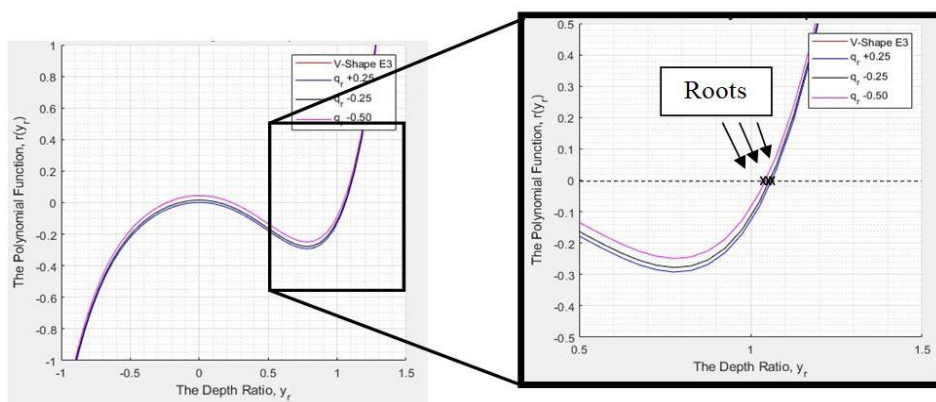 1
0.8
0.6
0.4
0.2
0
-0.2
-0.4
-0.6
-0.8
-1
The Polynomial Function, r(yr)
V-Shape E3
qr +0.25
qr -0.25
qr -0.50
-1
-0.5
0
0.5
1
1.5
The Depth Ratio, yr
0.5
0.4
0.3
0.2
0.1
0
-0.1
-0.2
-0.3
-0.4
-0.5
The Polynomial Function, r(yr)
V-Shape E3
qr +0.25
qr -0.25
qr -0.50
Roots
0.5
1
1.5
The Depth Ratio, yr